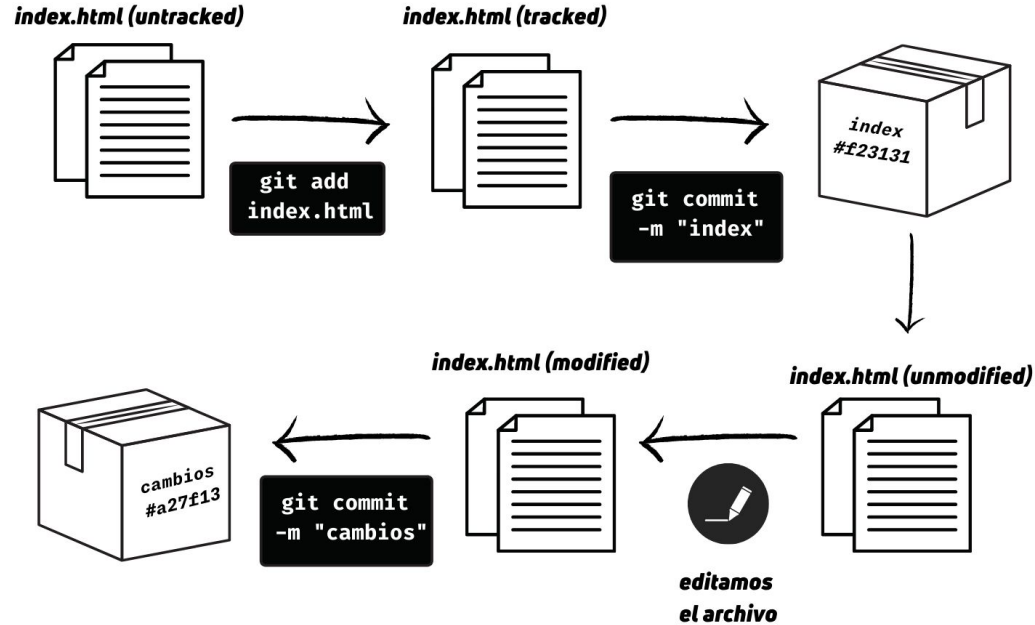 index.html (untracked)
index.html (tracked)
git add
index.html
git commit
-m "index"
index
#f23131
index.html (modified)
index.html (unmodified)
cambios
#a27f13
git commit
-m "cambios"
editamos
el archivo